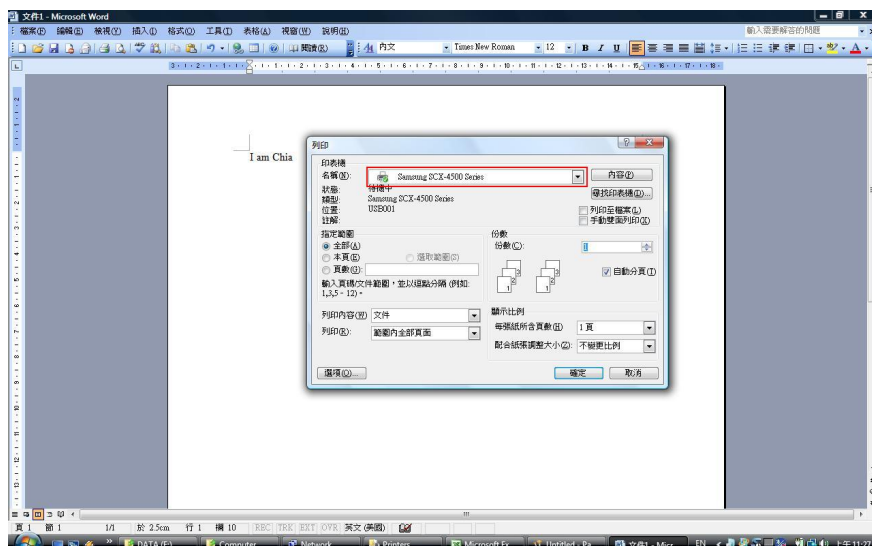 文件1 - Microsoft Word
檔案(F) 編輯(E) 檢視(V) 插入(I) 格式(O) 工具(T) 表格(A) 視窗(W) 說明(H) 輸入需要解答的問題
閱讀(R) 內文 Times New Roman 12 B I U A
I am Chia
列印
印表機
名稱(N): Samsung SCX-4500 Series 內容(P)
狀態: 待機中 尋找印表機(D)...
類型: Samsung SCX-4500 Series
位置: USB001 列印至檔案(L)
註解: 手動雙面列印(X)
指定範圍 份數
全部(A) 份數(C): 1
本頁(E) 選取範圍(S)
頁數(G): 自動分頁(T)
輸入頁碼/文件範圍,並以逗點分隔 (例如:
1,3,5 - 12)。
列印內容(W) 文件 顯示比例
每張紙所含頁數(H) 1 頁
列印(R): 範圍內全部頁面
配合紙張調整大小(Z): 不變更比例
選項(O)... 確定 取消
頁 1 節 1 1/1 於 2.5cm 行 1 欄 10 REC TRK EXT OVR 英文 (美國)
DATA (F:) Computer Network Printers Microsoft Ex... Untitled - Pa... 文件1 - Micr... EN 上午 11:27